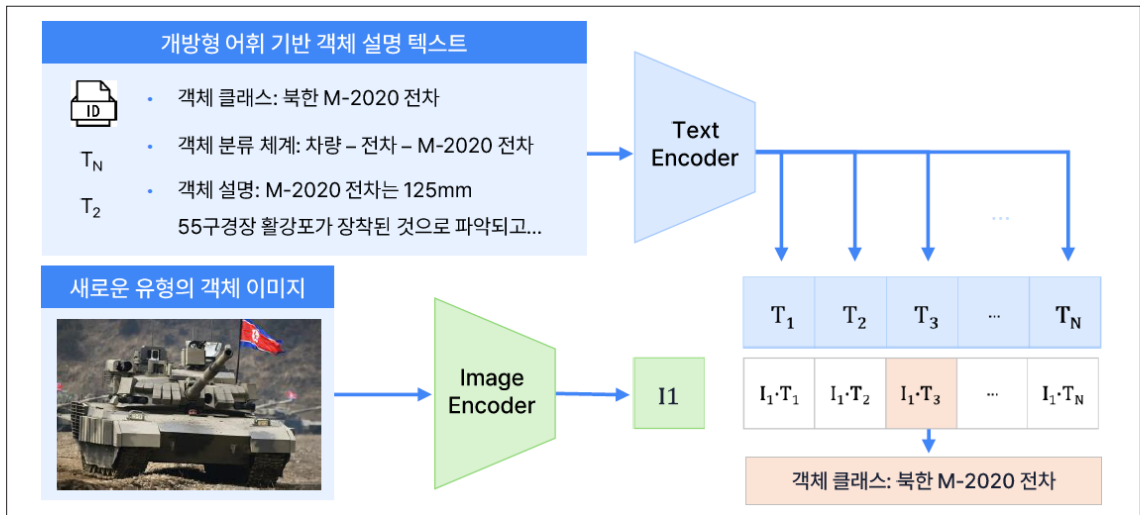 개방형 어휘 기반 객체 설명 텍스트
ID
T_N
T_2
• 객체 클래스: 북한 M-2020 전차
• 객체 분류 체계: 차량 – 전차 – M-2020 전차
• 객체 설명: M-2020 전차는 125mm
55구경장 활강포가 장착된 것으로 파악되고...
Text
Encoder
...
새로운 유형의 객체 이미지
Image
Encoder
I1
T₁ T₂ T₃ ... T_N
I₁·T₁ I₁·T₂ I₁·T₃ ... I₁·T_N
객체 클래스: 북한 M-2020 전차